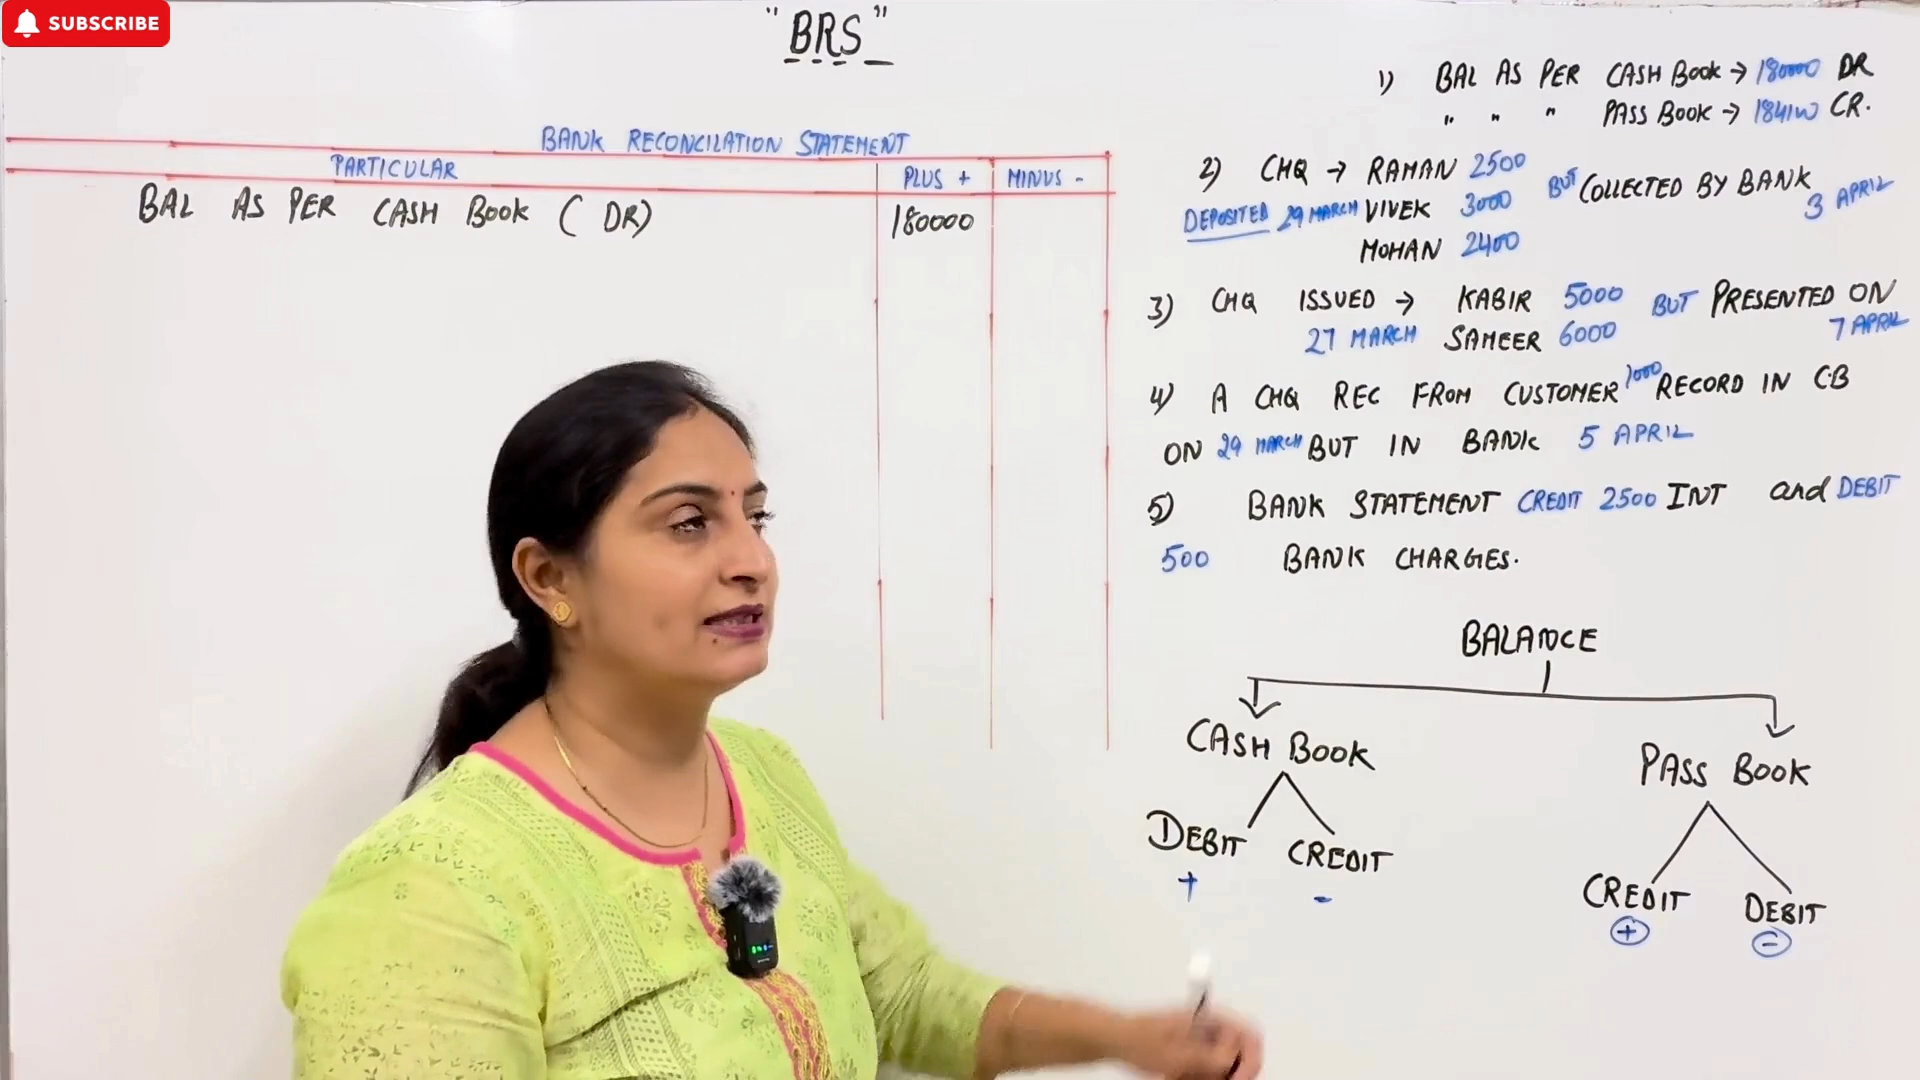 SUBSCRIBE
"BRS"
BANK RECONCILATION STATEMENT
PARTICULAR PLUS + MINUS -
BAL AS PER CASH BOOK ( DR) 180000
1) BAL AS PER CASH BOOK → 180000 DR
" " " PASS BOOK → 184100 CR.
2) CHQ → RAMAN 2500 BUT COLLECTED BY BANK
DEPOSITED 29 MARCH VIVEK 3000 3 APRIL
MOHAN 2400
3) CHQ ISSUED → KABIR 5000 BUT PRESENTED ON
27 MARCH SAMEER 6000 7 APRIL
4) A CHQ REC FROM CUSTOMER 1000 RECORD IN C.B
ON 29 MARCH BUT IN BANK 5 APRIL
5) BANK STATEMENT CREDIT 2500 INT and DEBIT
500 BANK CHARGES.
BALANCE
CASH BOOK PASS BOOK
DEBIT CREDIT CREDIT DEBIT
+ - + -